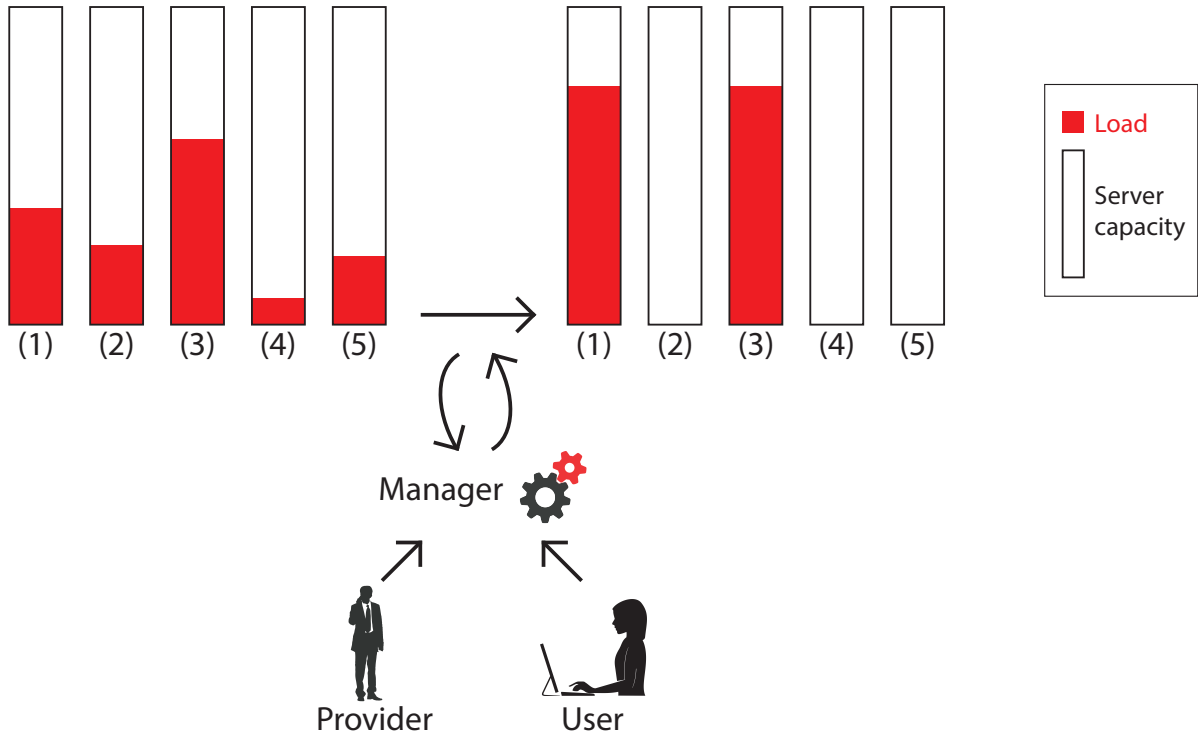 (1) (2) (3) (4) (5)
(1) (2) (3) (4) (5)
Load
Server
capacity
Manager
Provider
User